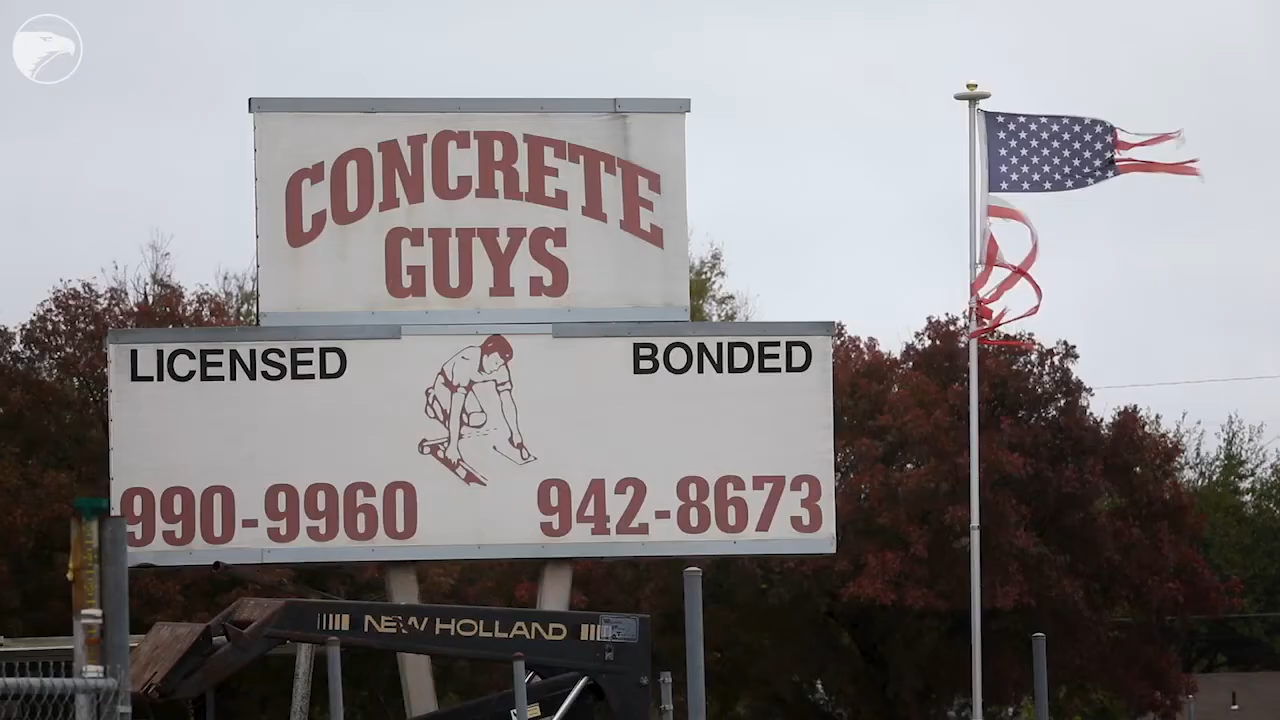 CONCRETE
GUYS
LICENSED
BONDED
990-9960
942-8673
NEW HOLLAND